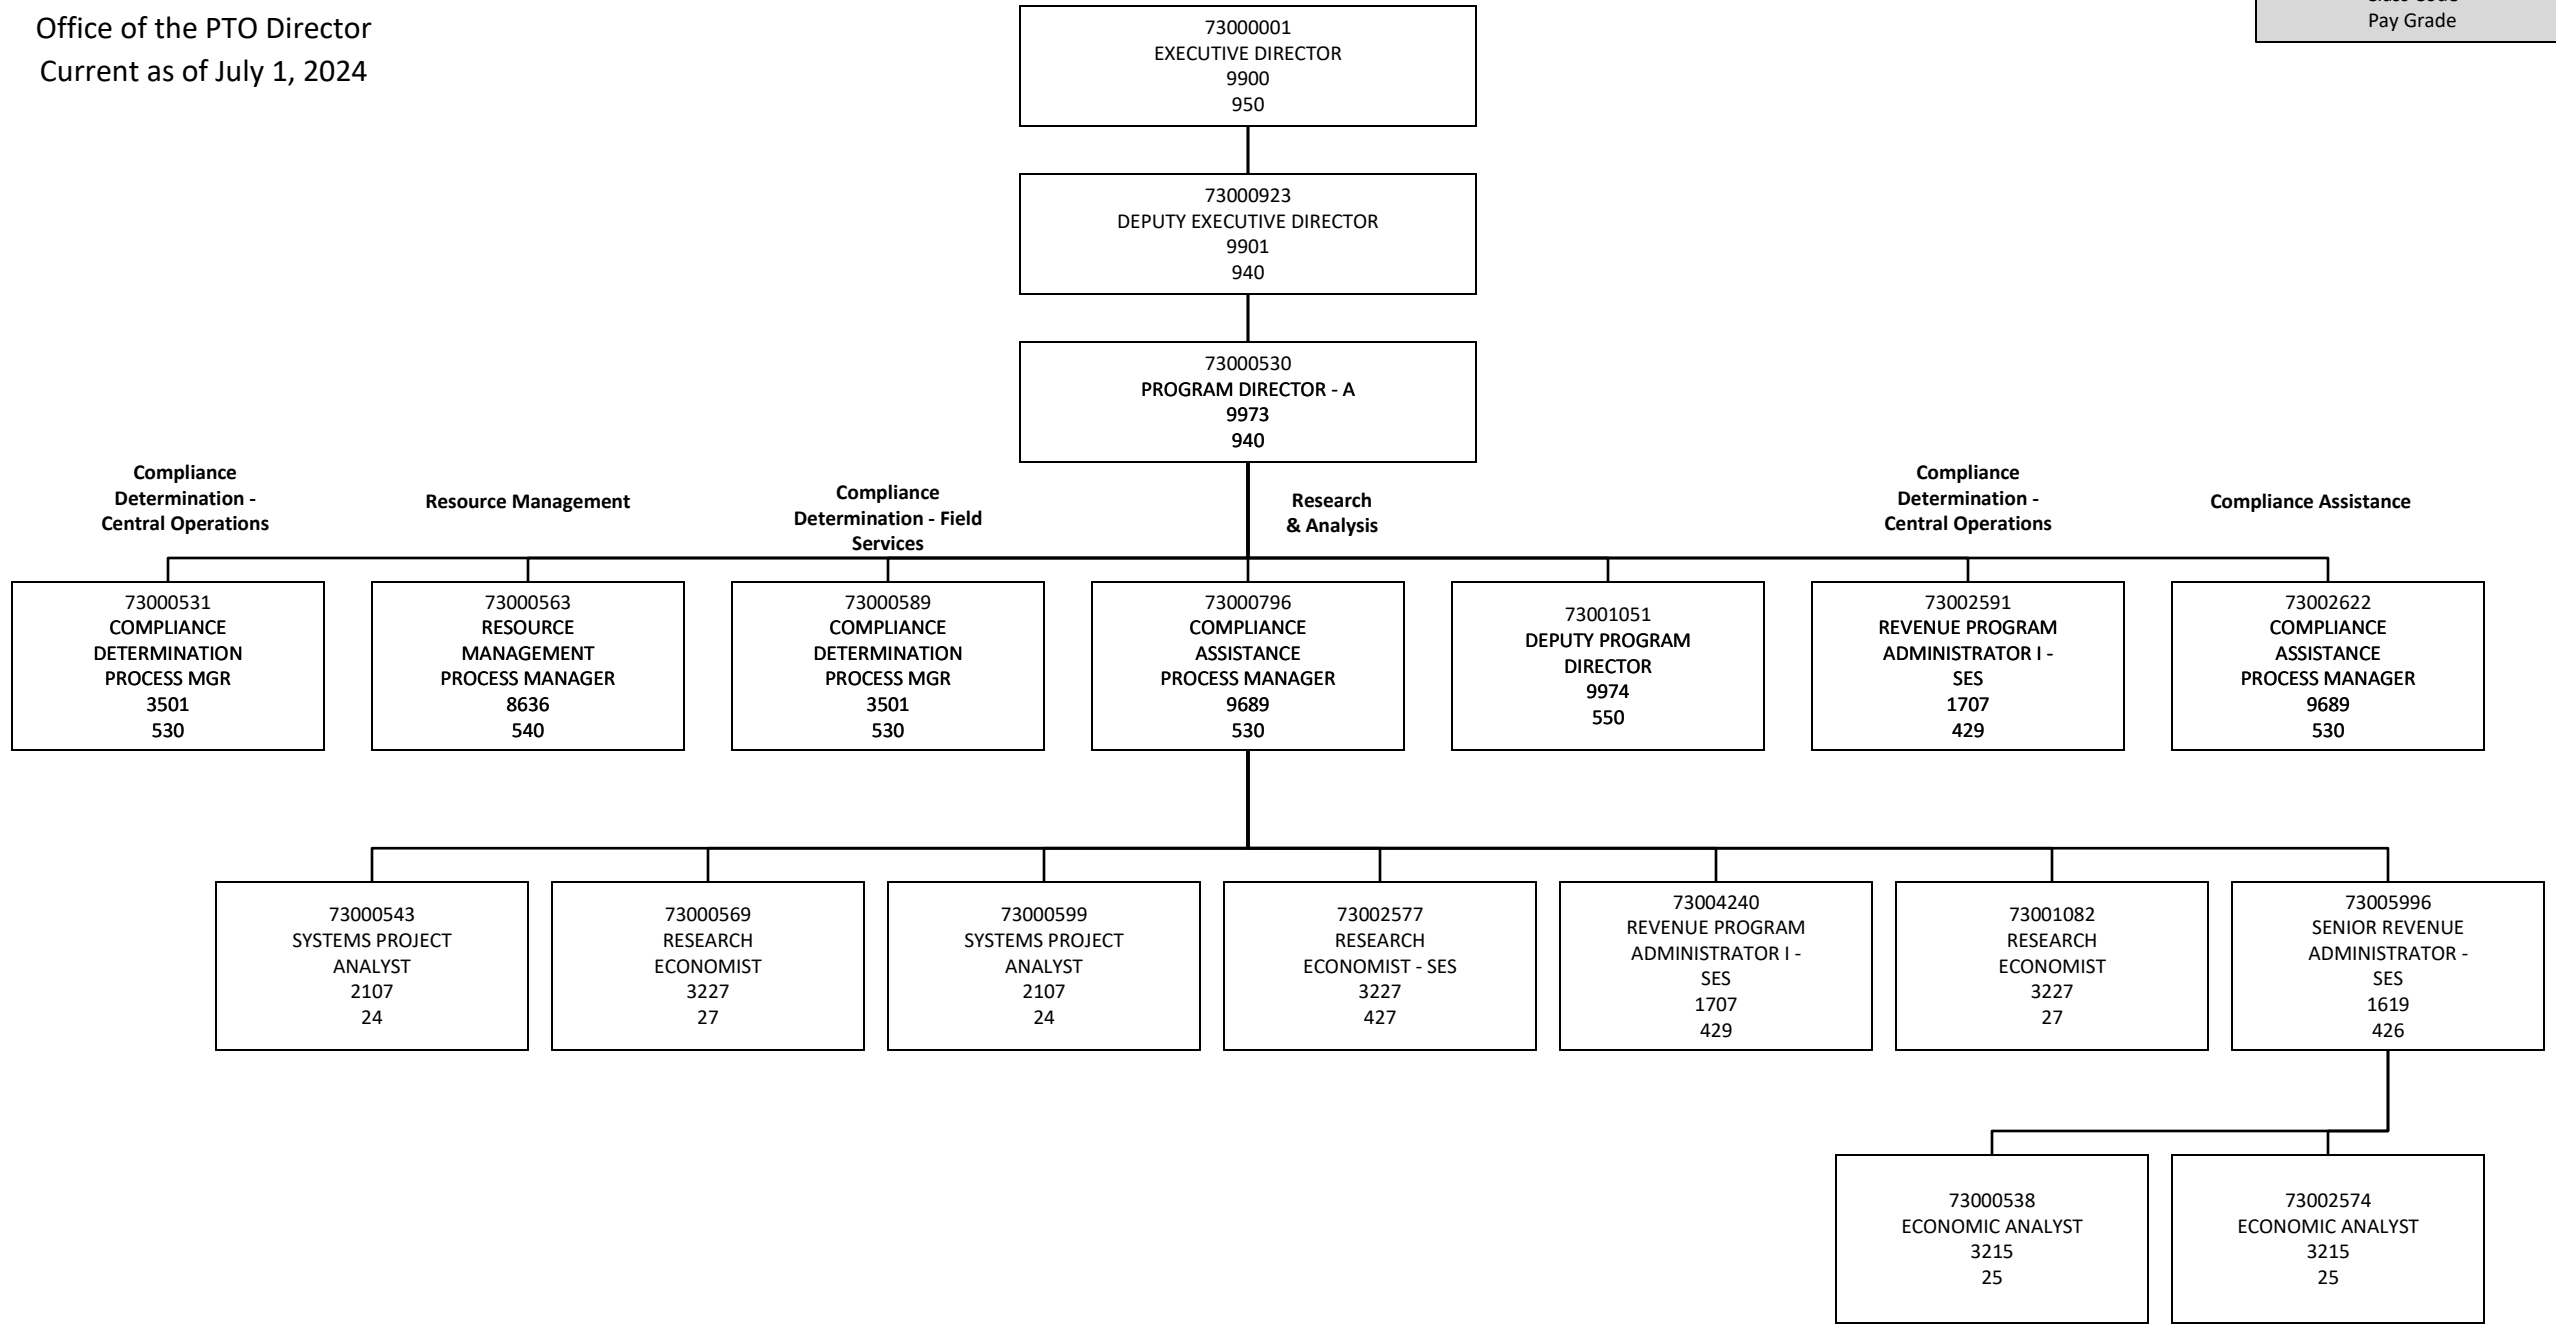 Office of the PTO Director
Current as of July 1, 2024
Pay Grade
73000001
EXECUTIVE DIRECTOR
9900
950
73000923
DEPUTY EXECUTIVE DIRECTOR
9901
940
73000530
PROGRAM DIRECTOR - A
9973
940
Compliance
Determination -
Central Operations
Resource Management
Compliance
Determination - Field
Services
Research
& Analysis
Compliance
Determination -
Central Operations
Compliance Assistance
73000531
COMPLIANCE
DETERMINATION
PROCESS MGR
3501
530
73000563
RESOURCE
MANAGEMENT
PROCESS MANAGER
8636
540
73000589
COMPLIANCE
DETERMINATION
PROCESS MGR
3501
530
73000796
COMPLIANCE
ASSISTANCE
PROCESS MANAGER
9689
530
73001051
DEPUTY PROGRAM
DIRECTOR
9974
550
73002591
REVENUE PROGRAM
ADMINISTRATOR I -
SES
1707
429
73002622
COMPLIANCE
ASSISTANCE
PROCESS MANAGER
9689
530
73000543
SYSTEMS PROJECT
ANALYST
2107
24
73000569
RESEARCH
ECONOMIST
3227
27
73000599
SYSTEMS PROJECT
ANALYST
2107
24
73002577
RESEARCH
ECONOMIST - SES
3227
427
73004240
REVENUE PROGRAM
ADMINISTRATOR I -
SES
1707
429
73001082
RESEARCH
ECONOMIST
3227
27
73005996
SENIOR REVENUE
ADMINISTRATOR -
SES
1619
426
73000538
ECONOMIC ANALYST
3215
25
73002574
ECONOMIC ANALYST
3215
25